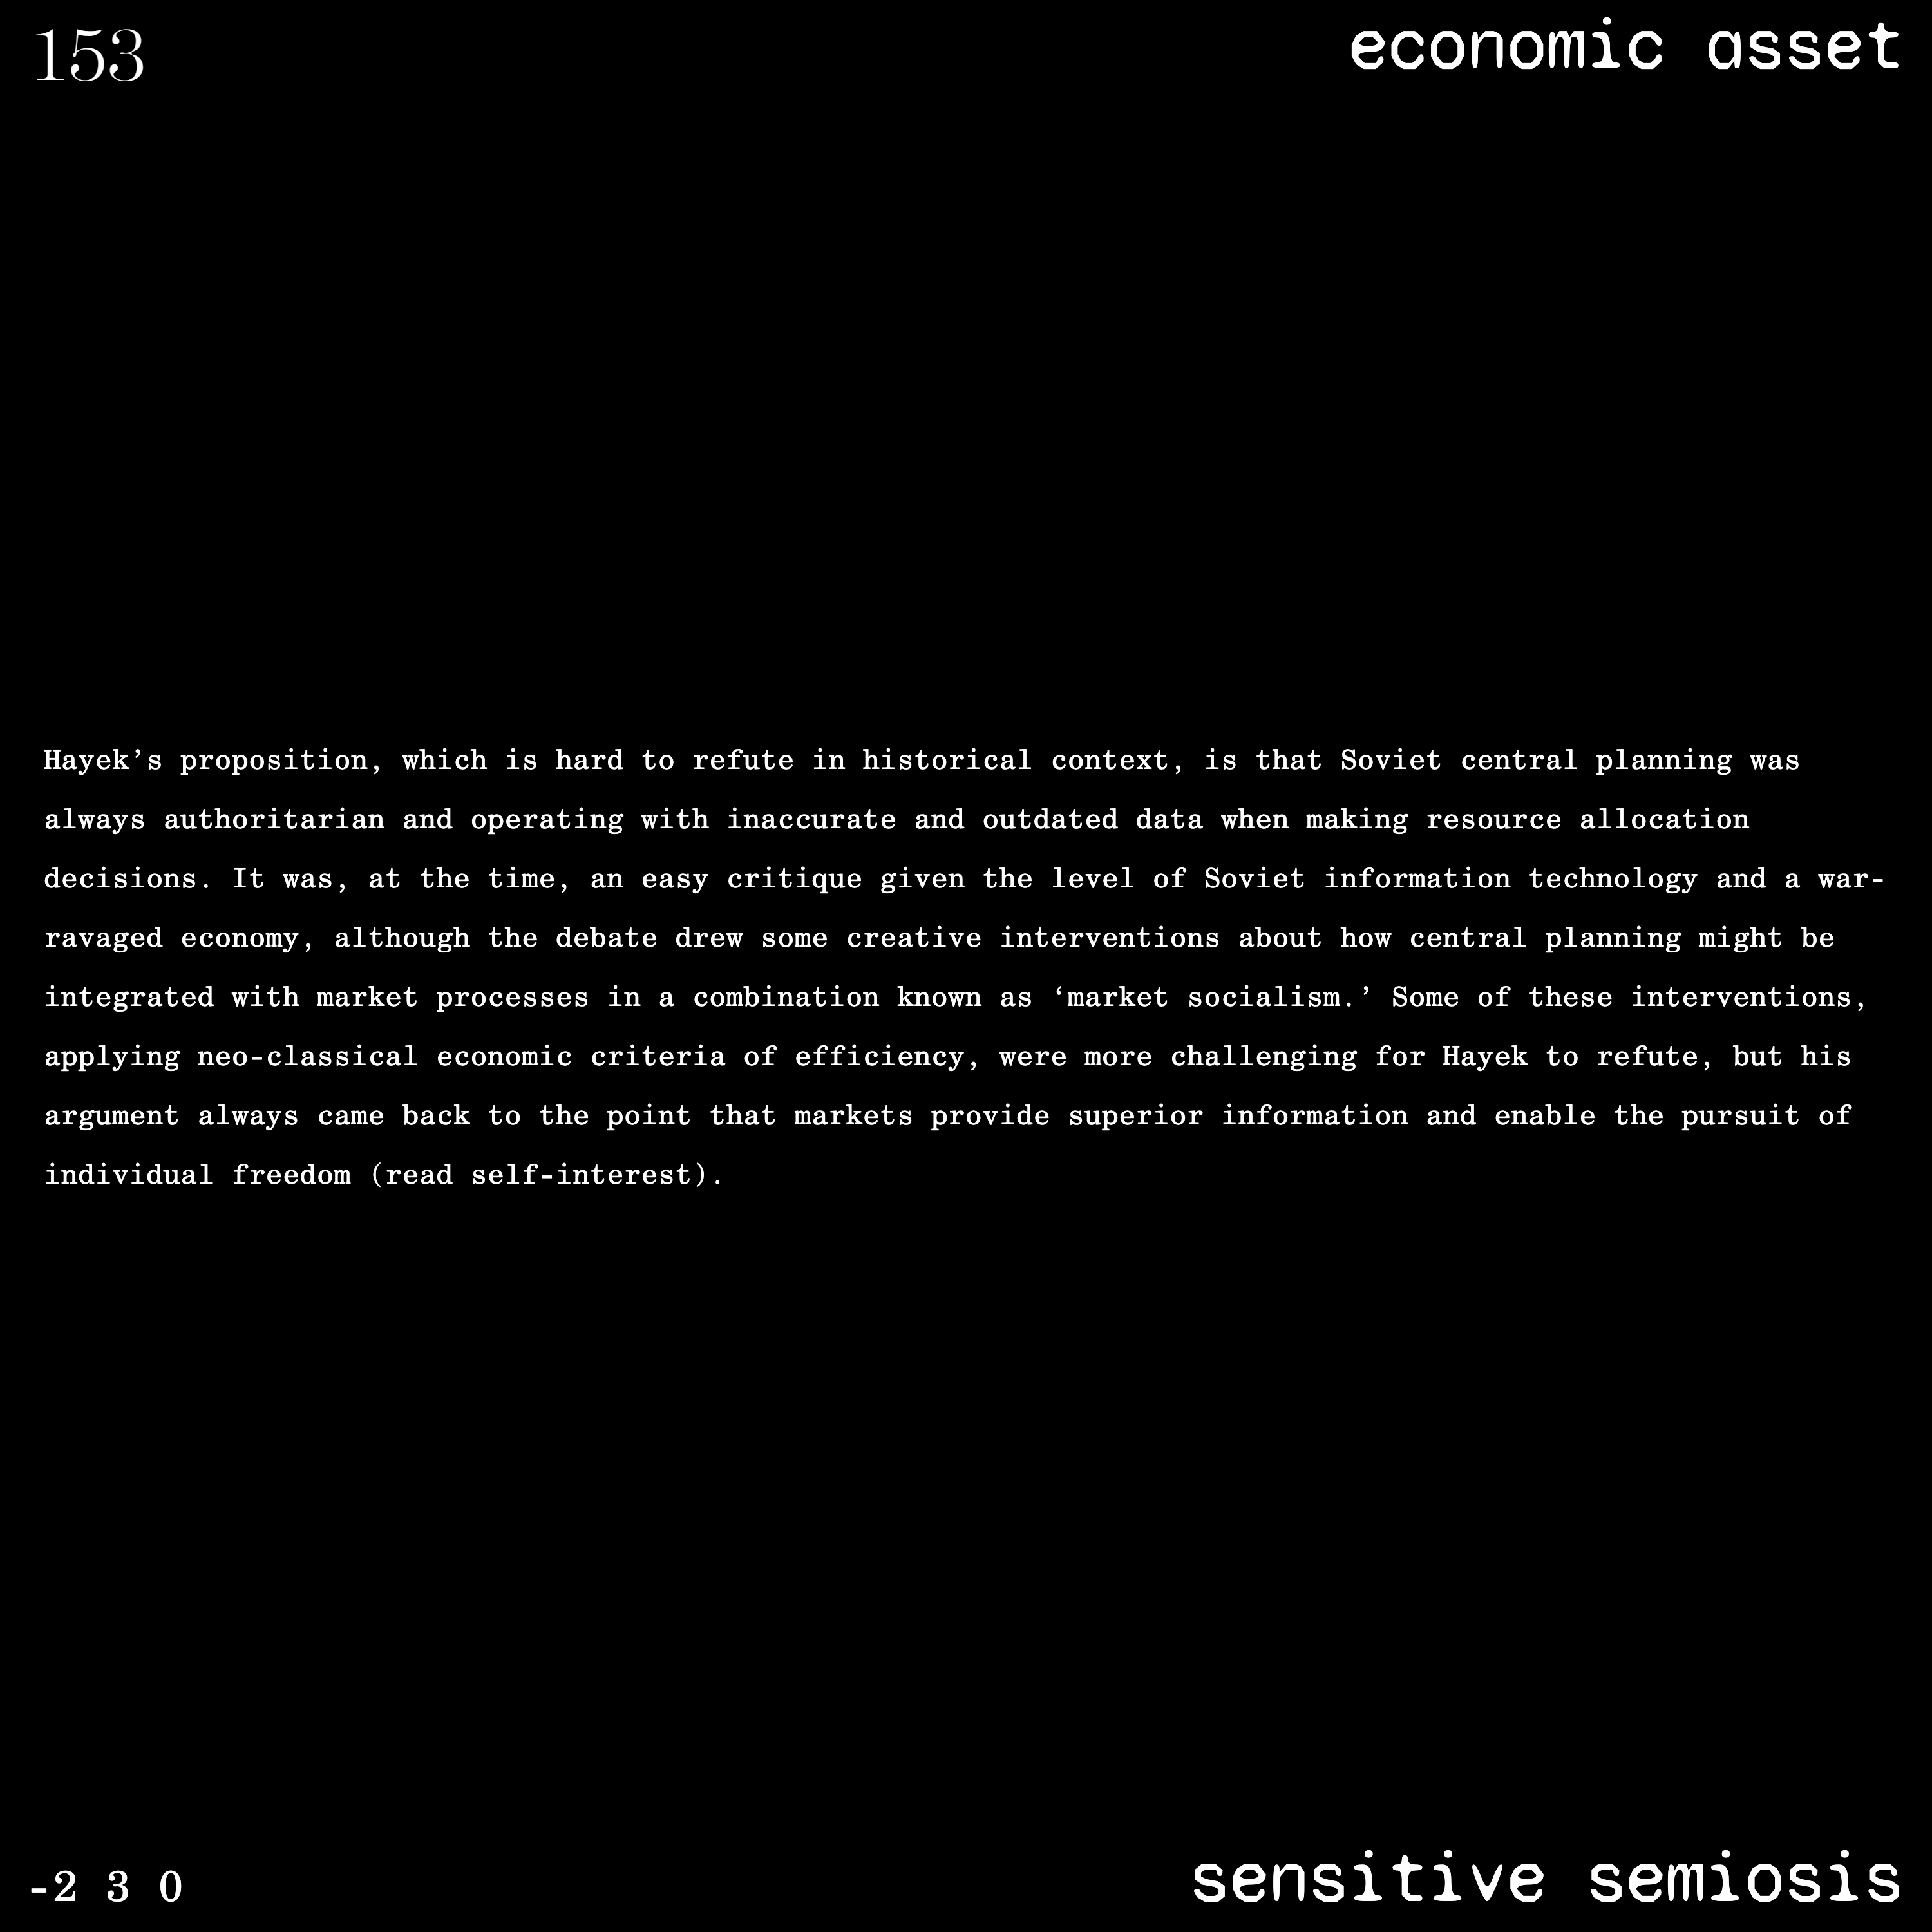 153
economic asset
Hayek’s proposition, which is hard to refute in historical context, is that Soviet central planning was
always authoritarian and operating with inaccurate and outdated data when making resource allocation
decisions. It was, at the time, an easy critique given the level of Soviet information technology and a war-
ravaged economy, although the debate drew some creative interventions about how central planning might be
integrated with market processes in a combination known as ‘market socialism.’ Some of these interventions,
applying neo-classical economic criteria of efficiency, were more challenging for Hayek to refute, but his
argument always came back to the point that markets provide superior information and enable the pursuit of
individual freedom (read self-interest).
-2 3 0
sensitive semiosis